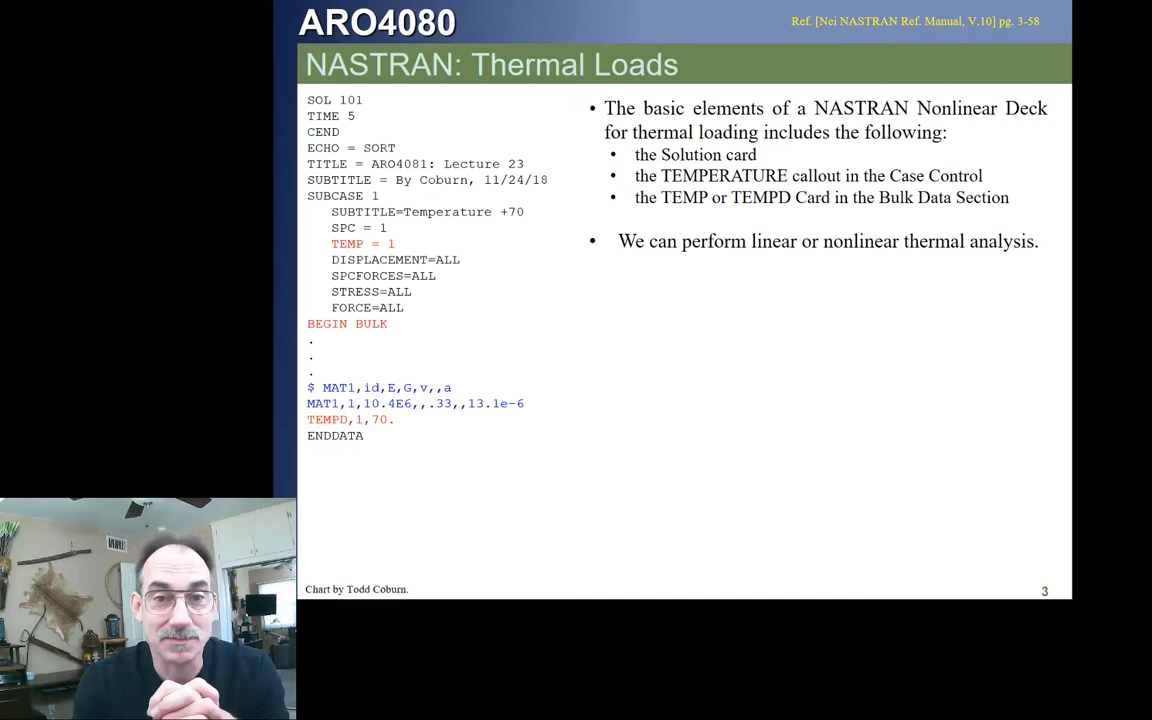 ARO4080
Ref. [Nei NASTRAN Ref. Manual, V.10] pg. 3-58
NASTRAN: Thermal Loads
SOL 101
TIME 5
CEND
ECHO = SORT
TITLE = ARO4081: Lecture 23
SUBTITLE = By Coburn, 11/24/18
SUBCASE 1
SUBTITLE=Temperature +70
SPC = 1
TEMP = 1
DISPLACEMENT=ALL
SPCFORCES=ALL
STRESS=ALL
FORCE=ALL
BEGIN BULK
.
.
.
$ MAT1,id,E,G,v,,a
MAT1,1,10.4E6,,.33,,13.1e-6
TEMPD,1,70.
ENDDATA
• The basic elements of a NASTRAN Nonlinear Deck
for thermal loading includes the following:
• the Solution card
• the TEMPERATURE callout in the Case Control
• the TEMP or TEMPD Card in the Bulk Data Section
• We can perform linear or nonlinear thermal analysis.
Chart by Todd Coburn.
3